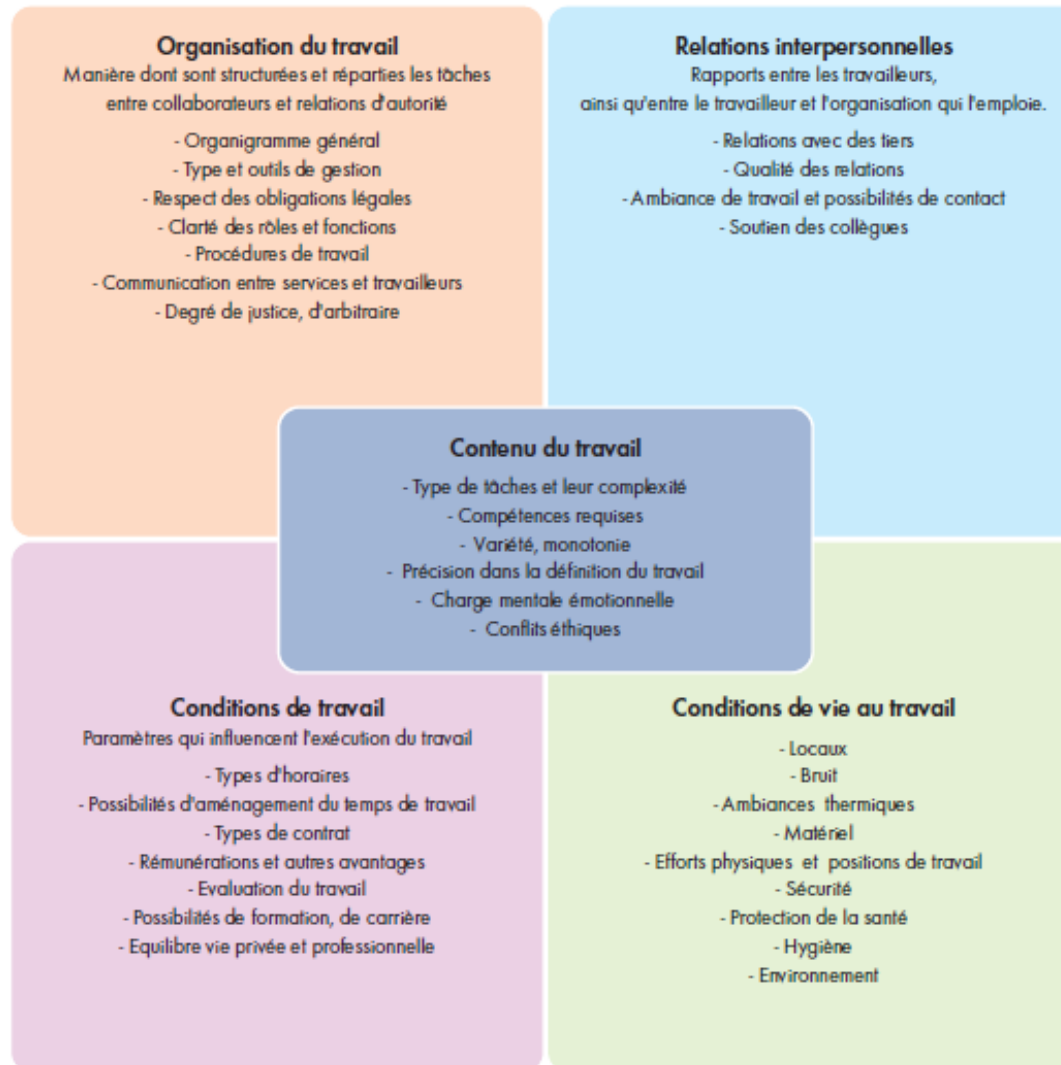 Organisation du travail
Manière dont sont structurées et réparties les tâches
entre collaborateurs et relations d'autorité
- Organigramme général
- Type et outils de gestion
- Respect des obligations légales
- Clarté des rôles et fonctions
- Procédures de travail
- Communication entre services et travailleurs
- Degré de justice, d'arbitraire
Relations interpersonnelles
Rapports entre les travailleurs,
ainsi qu'entre le travailleur et l'organisation qui l'emploie.
- Relations avec des tiers
- Qualité des relations
- Ambiance de travail et possibilités de contact
- Soutien des collègues
Contenu du travail
- Type de tâches et leur complexité
- Compétences requises
- Variété, monotonie
- Précision dans la définition du travail
- Charge mentale émotionnelle
- Conflits éthiques
Conditions de travail
Paramètres qui influencent l'exécution du travail
- Types d'horaires
- Possibilités d'aménagement du temps de travail
- Types de contrat
- Rémunérations et autres avantages
- Evaluation du travail
- Possibilités de formation, de carrière
- Equilibre vie privée et professionnelle
Conditions de vie au travail
- Locaux
- Bruit
- Ambiances thermiques
- Matériel
- Efforts physiques et positions de travail
- Sécurité
- Protection de la santé
- Hygiène
- Environnement